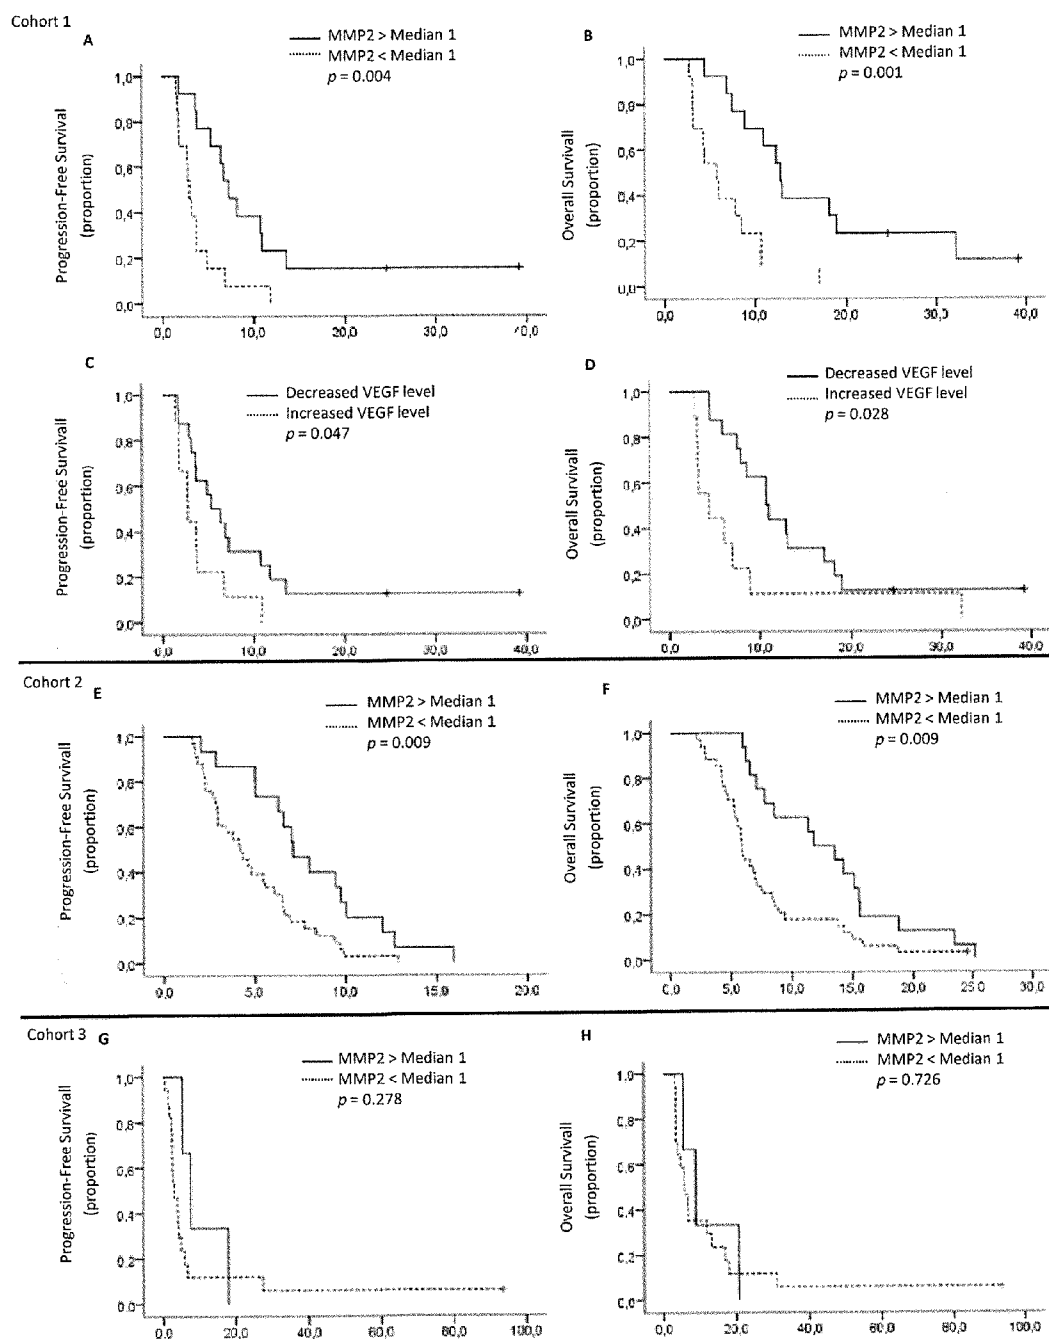 Cohort 1
A
MMP2 > Median 1
MMP2 < Median 1
p = 0.004
Progression-Free Survivall
(proportion)
1,0
0,8
0,6
0,4
0,2
0,0
0,0 10,0 20,0 30,0 40,0
B
MMP2 > Median 1
MMP2 < Median 1
p = 0.001
Overall Survivall
(proportion)
1,0
0,8
0,6
0,4
0,2
0,0
0,0 10,0 20,0 30,0 40,0
C
Decreased VEGF level
Increased VEGF level
p = 0.047
Progression-Free Survivall
(proportion)
1,0
0,8
0,6
0,4
0,2
0,0
0,0 10,0 20,0 30,0 40,0
D
Decreased VEGF level
Increased VEGF level
p = 0.028
Overall Survivall
(proportion)
1,0
0,8
0,6
0,4
0,2
0,0
0,0 10,0 20,0 30,0 40,0
Cohort 2
E
MMP2 > Median 1
MMP2 < Median 1
p = 0.009
Progression-Free Survivall
(proportion)
1,0
0,8
0,6
0,4
0,2
0,0
0,0 5,0 10,0 15,0 20,0
F
MMP2 > Median 1
MMP2 < Median 1
p = 0.009
Overall Survivall
(proportion)
1,0
0,8
0,6
0,4
0,2
0,0
0,0 5,0 10,0 15,0 20,0 25,0 30,0
Cohort 3
G
MMP2 > Median 1
MMP2 < Median 1
p = 0.278
Progression-Free Survivall
(proportion)
1,0
0,8
0,6
0,4
0,2
0,0
0,0 20,0 40,0 60,0 80,0 100,0
H
MMP2 > Median 1
MMP2 < Median 1
p = 0.726
Overall Survivall
(proportion)
1,0
0,8
0,6
0,4
0,2
0,0
0,0 20,0 40,0 60,0 80,0 100,0